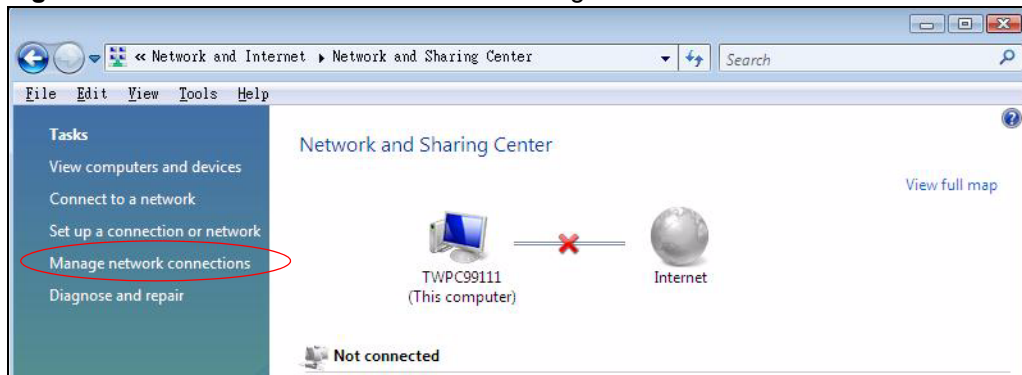 « Network and Internet ▸ Network and Sharing Center
Search
File Edit View Tools Help
Tasks
View computers and devices
Connect to a network
Set up a connection or network
Manage network connections
Diagnose and repair
Network and Sharing Center
View full map
TWPC99111
(This computer)
Internet
Not connected